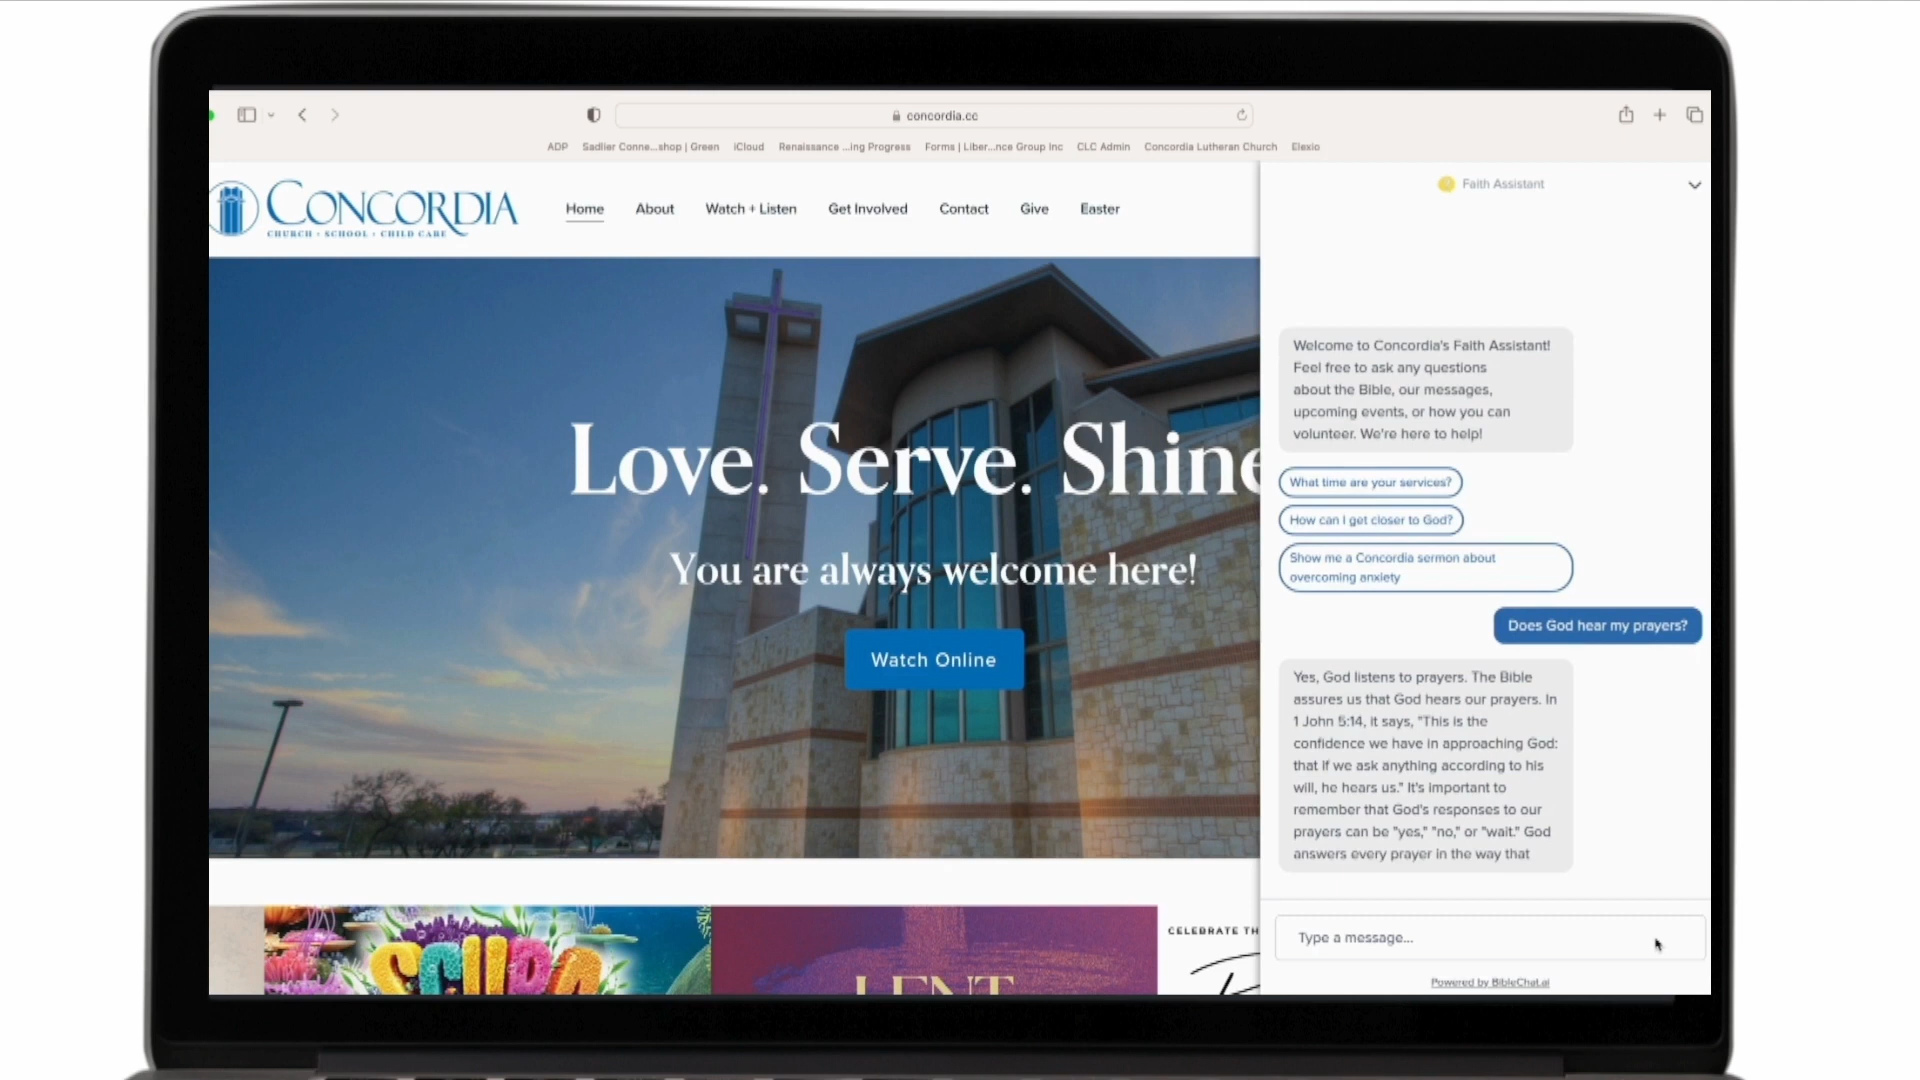 concordia.cc
ADP Sadlier Conne...shop | Green iCloud Renaissance ...ing Progress Forms | Liber...nce Group Inc CLC Admin Concordia Lutheran Church Elexio
CONCORDIA
CHURCH • SCHOOL • CHILD CARE
Home About Watch + Listen Get Involved Contact Give Easter
Love. Serve. Shine
You are always welcome here!
Watch Online
SCUBA
LENT
CELEBRATE TH
Faith Assistant
Welcome to Concordia's Faith Assistant!
Feel free to ask any questions
about the Bible, our messages,
upcoming events, or how you can
volunteer. We're here to help!
What time are your services?
How can I get closer to God?
Show me a Concordia sermon about
overcoming anxiety
Does God hear my prayers?
Yes, God listens to prayers. The Bible
assures us that God hears our prayers. In
1 John 5:14, it says, "This is the
confidence we have in approaching God:
that if we ask anything according to his
will, he hears us." It's important to
remember that God's responses to our
prayers can be "yes," "no," or "wait." God
answers every prayer in the way that
Type a message...
Powered by BibleChat.ai